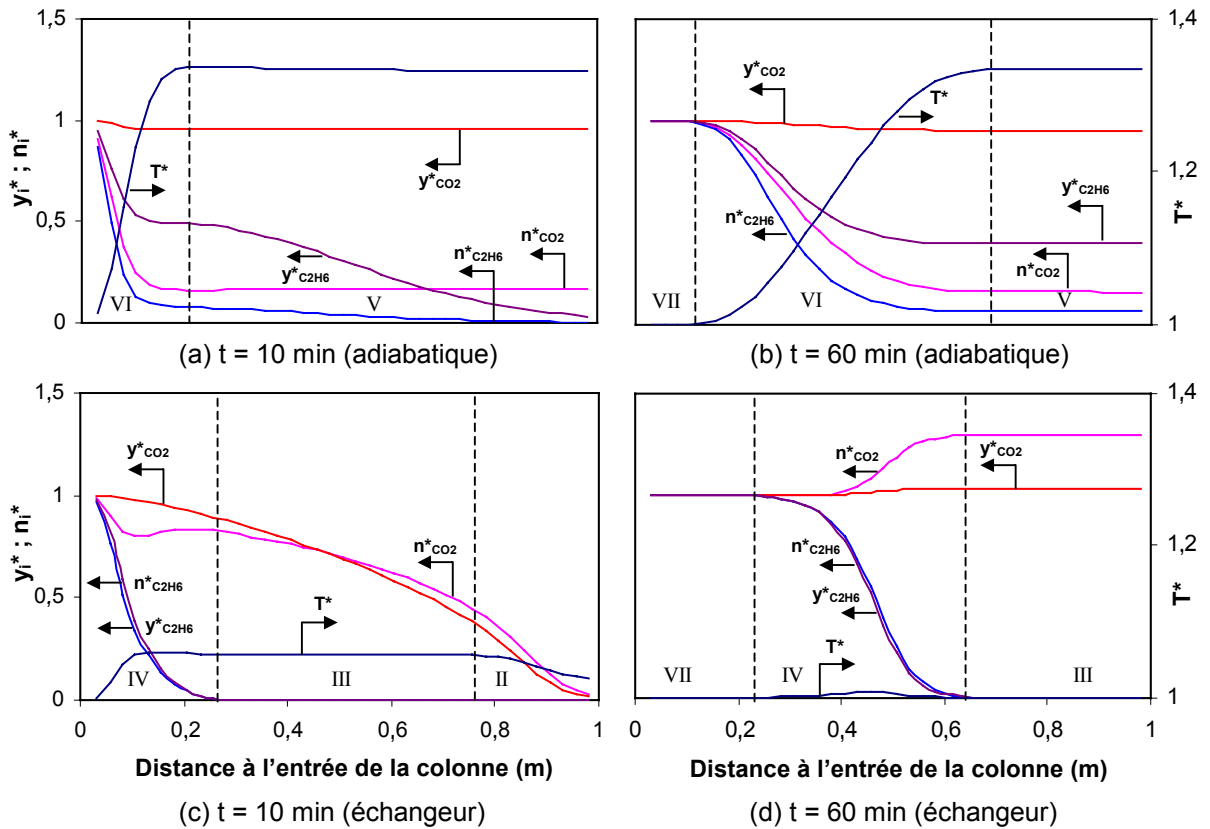 yᵢ* ; nᵢ*
1,5
1
0,5
0
T*
y*CO2
n*CO2
n*C2H6
y*C2H6
VI
V
(a) t = 10 min (adiabatique)
1,4
1,2
1
T*
y*CO2
T*
y*C2H6
n*C2H6
n*CO2
VII
VI
V
(b) t = 60 min (adiabatique)
yᵢ* ; nᵢ*
1,5
1
0,5
0
y*CO2
n*CO2
n*C2H6
T*
y*C2H6
IV
III
II
0
0,2
0,4
0,6
0,8
1
Distance à l'entrée de la colonne (m)
(c) t = 10 min (échangeur)
1,4
1,2
1
T*
n*CO2
y*CO2
n*C2H6
y*C2H6
T*
VII
IV
III
0
0,2
0,4
0,6
0,8
1
Distance à l'entrée de la colonne (m)
(d) t = 60 min (échangeur)